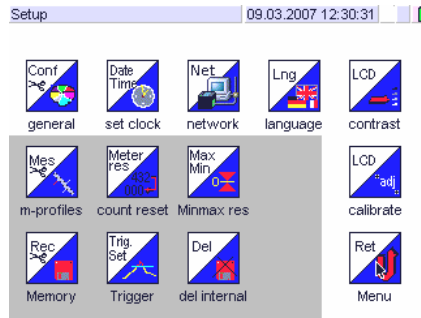 Setup 09.03.2007 12:30:31
Conf Date Time Net Lng LCD
general set clock network language contrast
Mes Meter res 432- 000 Max Min LCD "adj
m-profiles count reset Minmax res calibrate
Rec Trig. Set Del Ret
Memory Trigger del internal Menu